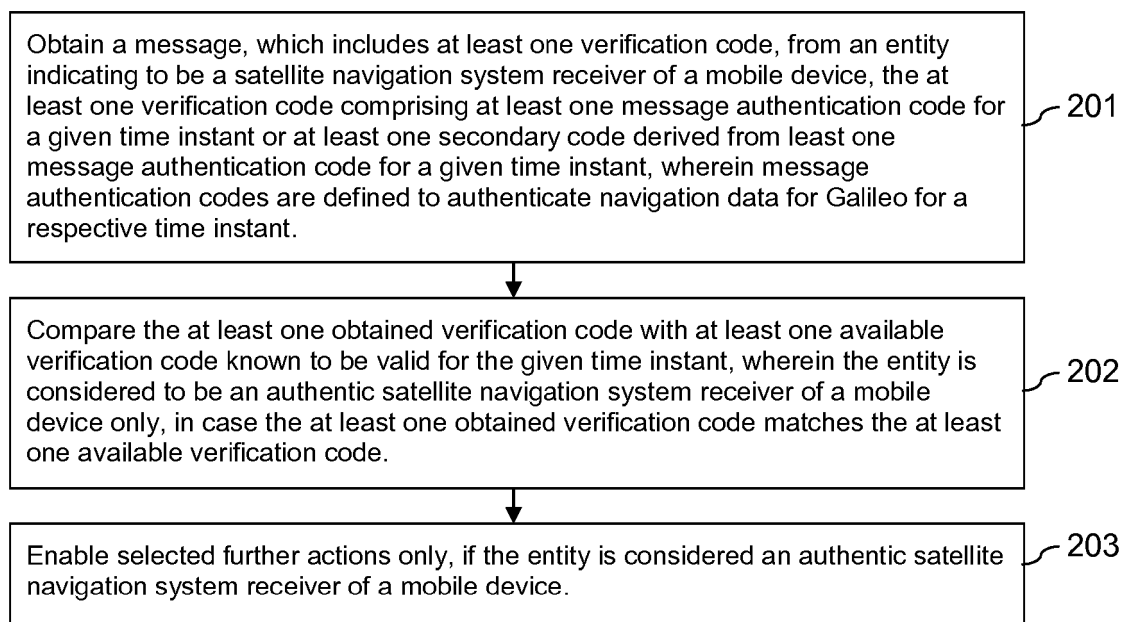 Obtain a message, which includes at least one verification code, from an entity
indicating to be a satellite navigation system receiver of a mobile device, the at
least one verification code comprising at least one message authentication code for
a given time instant or at least one secondary code derived from least one
message authentication code for a given time instant, wherein message
authentication codes are defined to authenticate navigation data for Galileo for a
respective time instant.
201
Compare the at least one obtained verification code with at least one available
verification code known to be valid for the given time instant, wherein the entity is
considered to be an authentic satellite navigation system receiver of a mobile
device only, in case the at least one obtained verification code matches the at least
one available verification code.
202
Enable selected further actions only, if the entity is considered an authentic satellite
navigation system receiver of a mobile device.
203